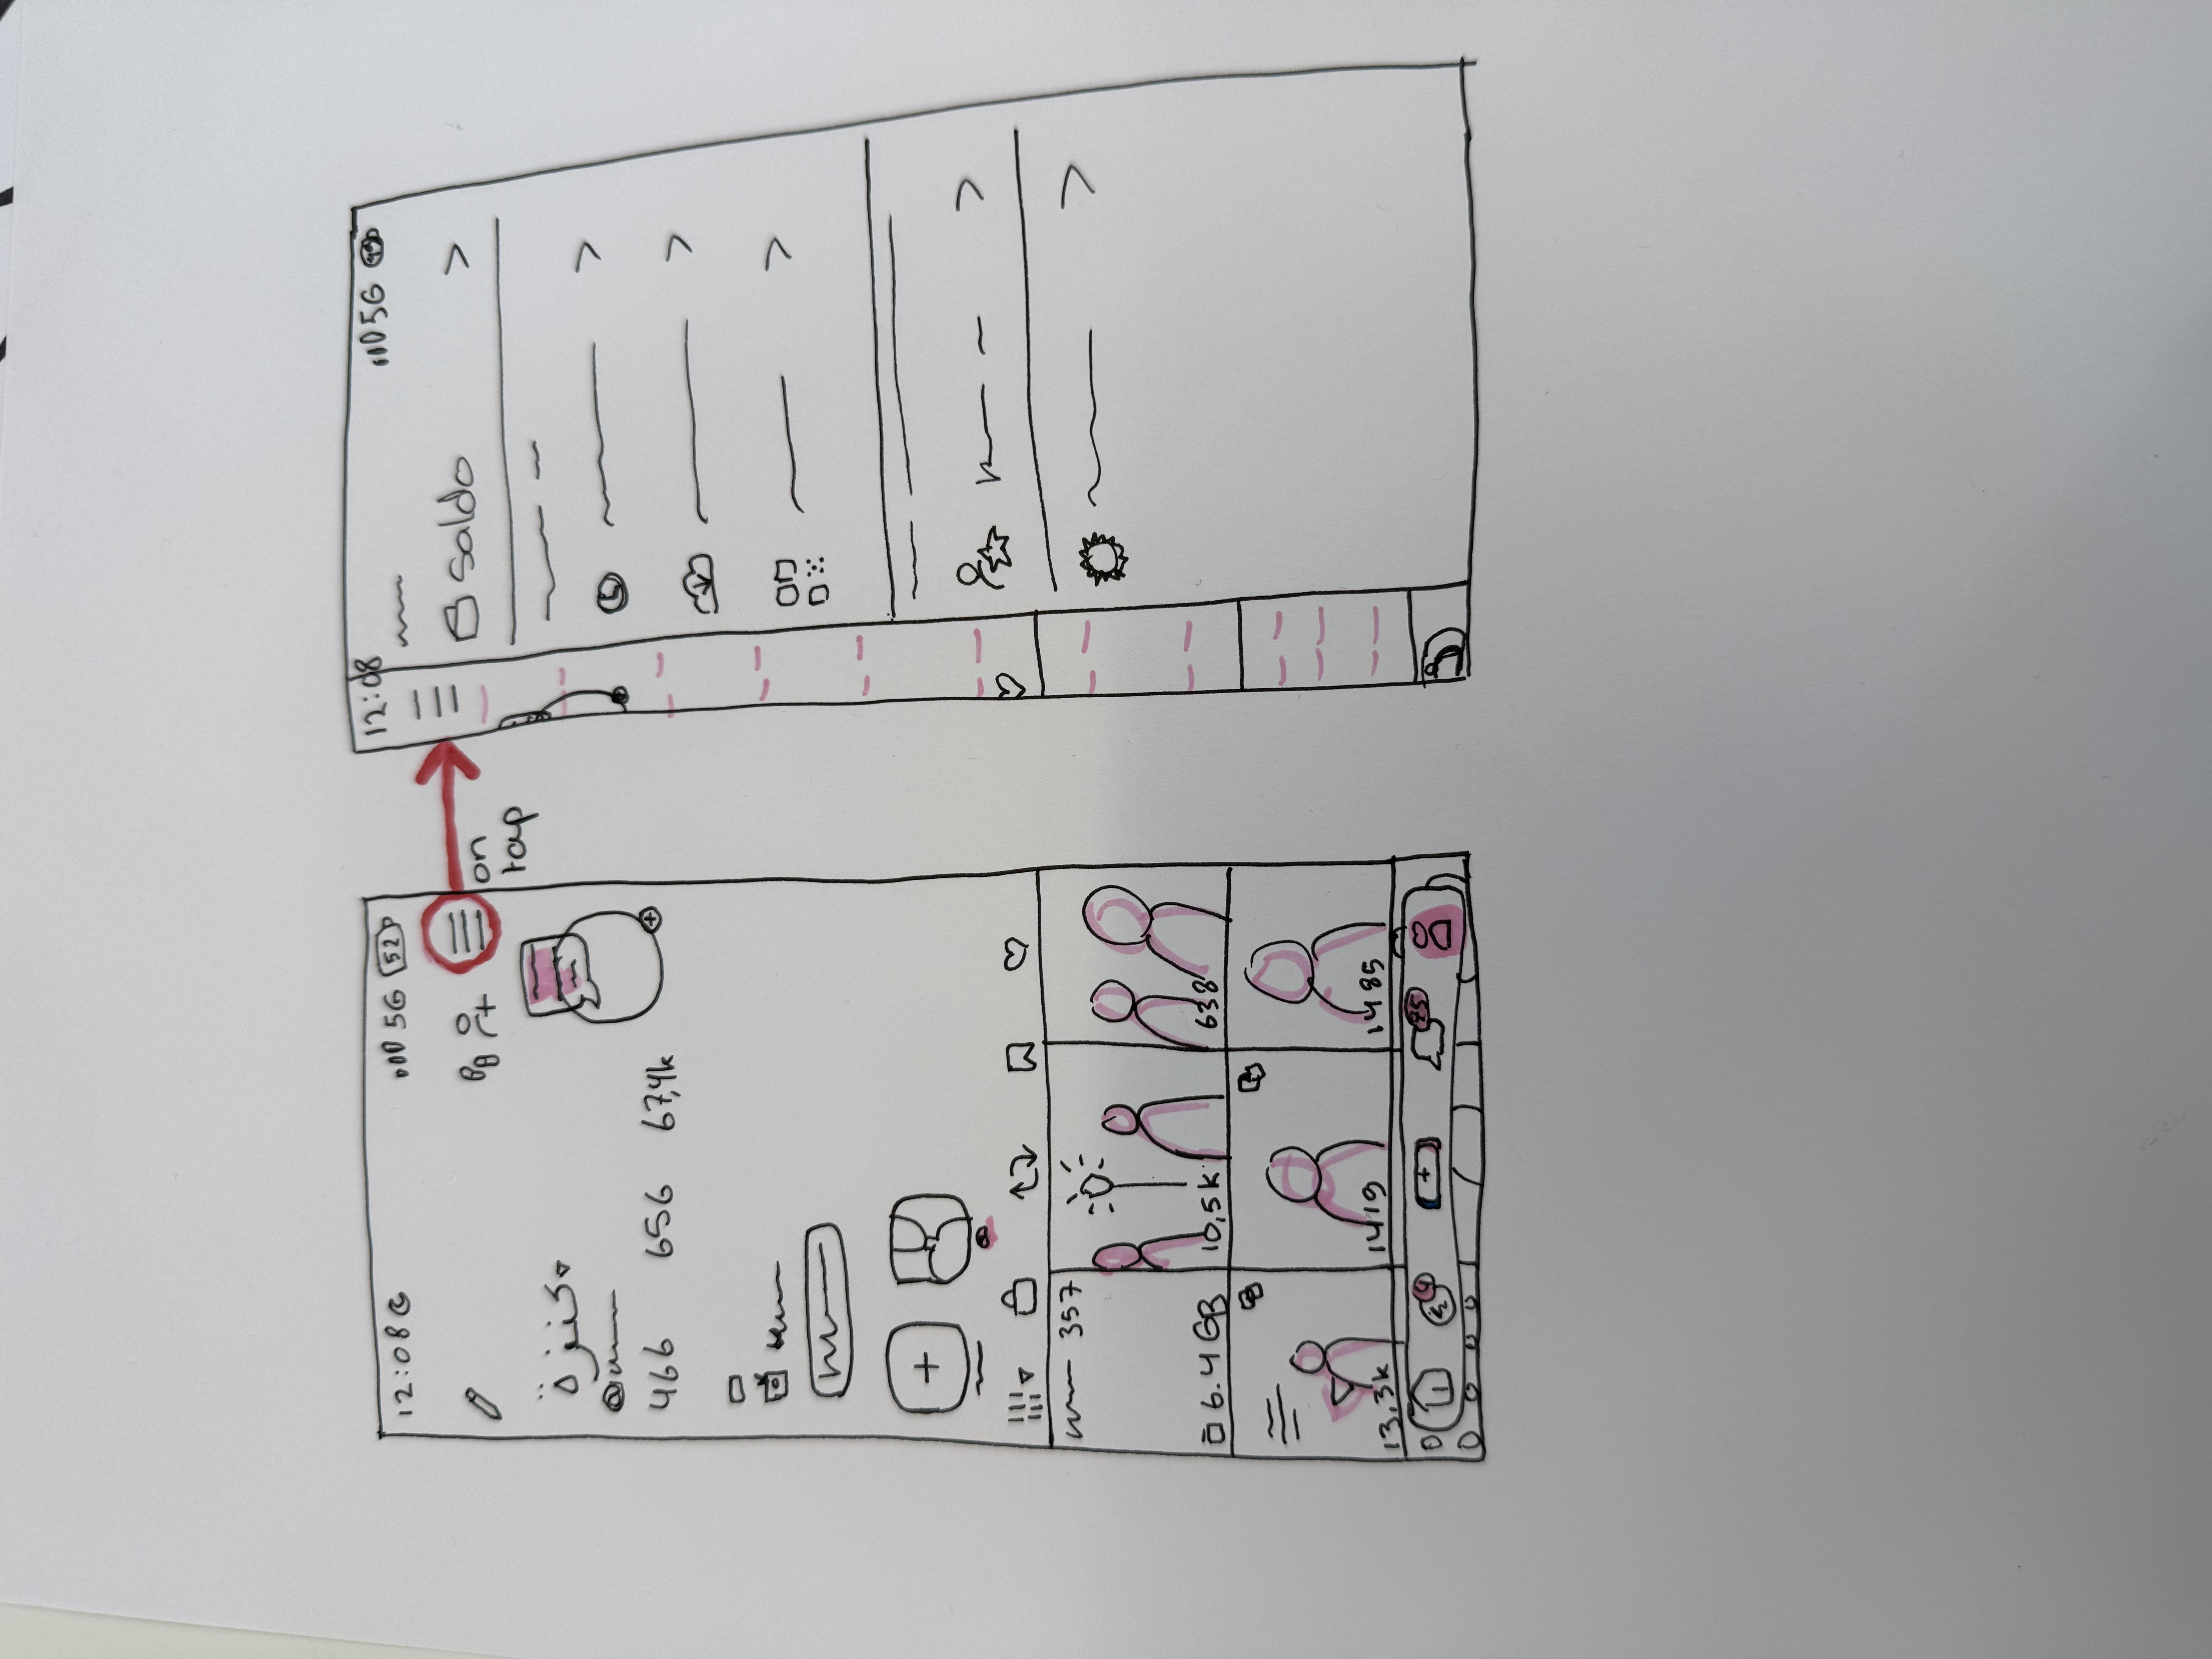 12:08 5G 52
on
tap
كنزة
@
466 656 67,4k
357
6.4 GB 10,5k 638
13,3k 1419 1485
4 25
12:08 5G
Saldo